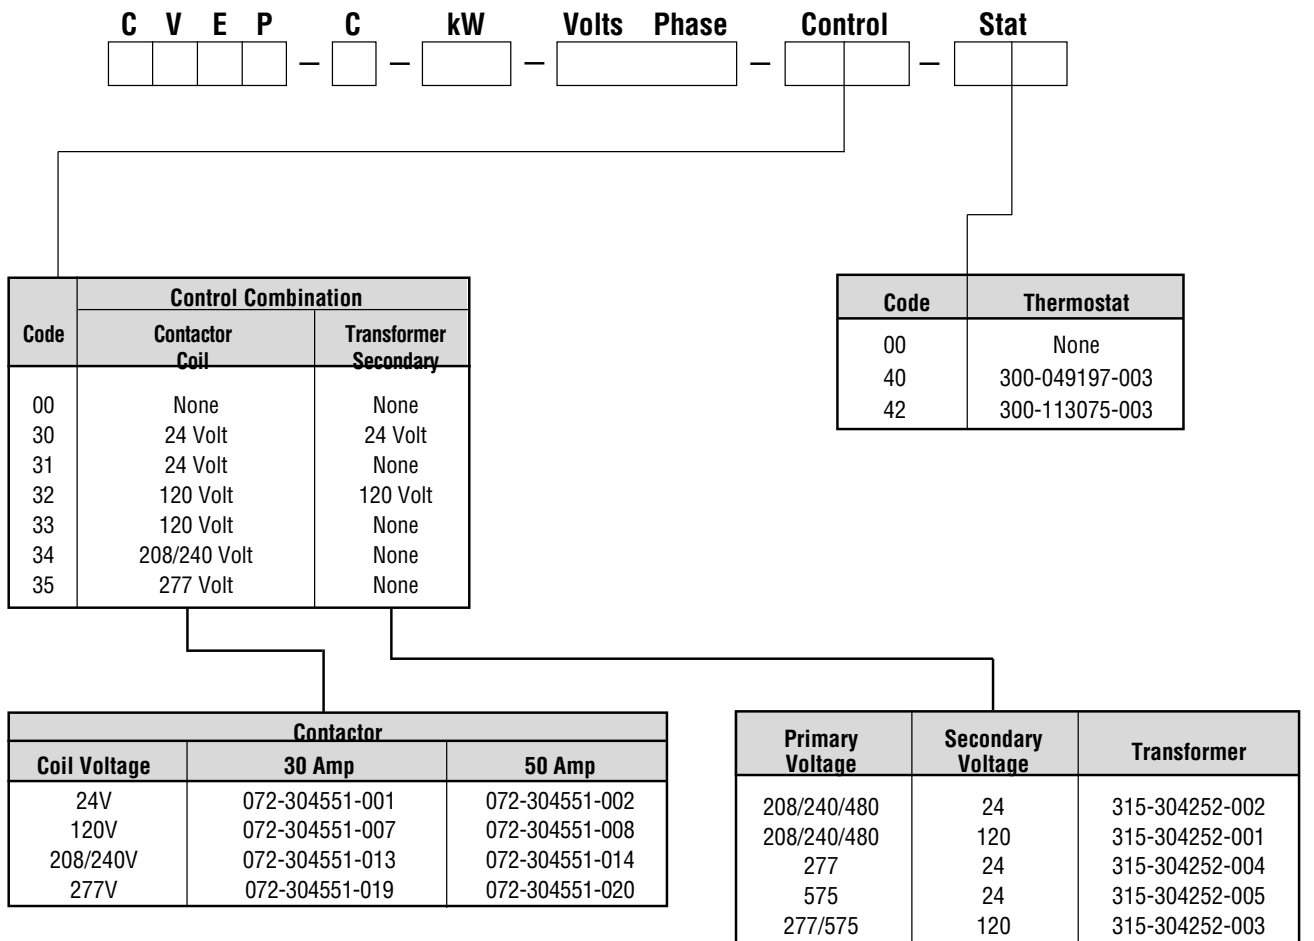 C V E P C kW Volts Phase Control Stat
– – – – –
Control Combination
Code Contactor Coil Transformer Secondary
00 None None
30 24 Volt 24 Volt
31 24 Volt None
32 120 Volt 120 Volt
33 120 Volt None
34 208/240 Volt None
35 277 Volt None
Code Thermostat
00 None
40 300-049197-003
42 300-113075-003
Contactor
Coil Voltage 30 Amp 50 Amp
24V 072-304551-001 072-304551-002
120V 072-304551-007 072-304551-008
208/240V 072-304551-013 072-304551-014
277V 072-304551-019 072-304551-020
Primary Voltage Secondary Voltage Transformer
208/240/480 24 315-304252-002
208/240/480 120 315-304252-001
277 24 315-304252-004
575 24 315-304252-005
277/575 120 315-304252-003